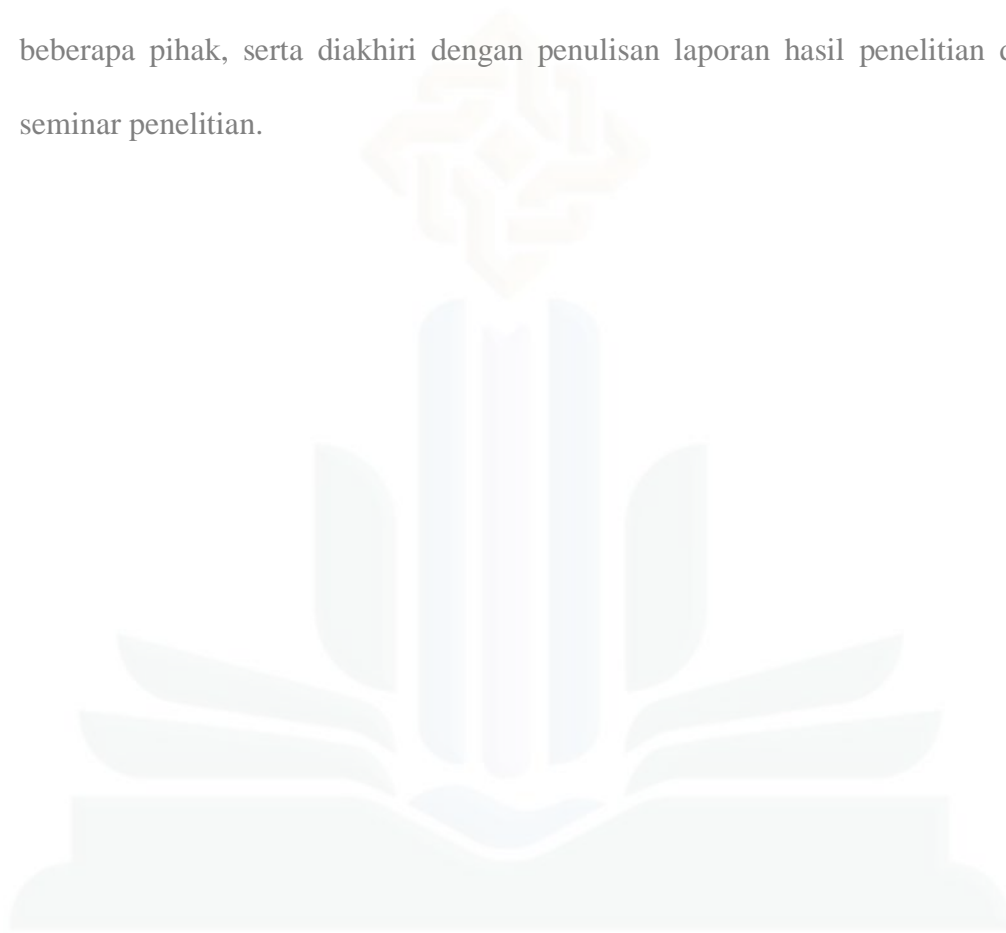 beberapa pihak, serta diakhiri dengan penulisan laporan hasil penelitian
seminar penelitian.